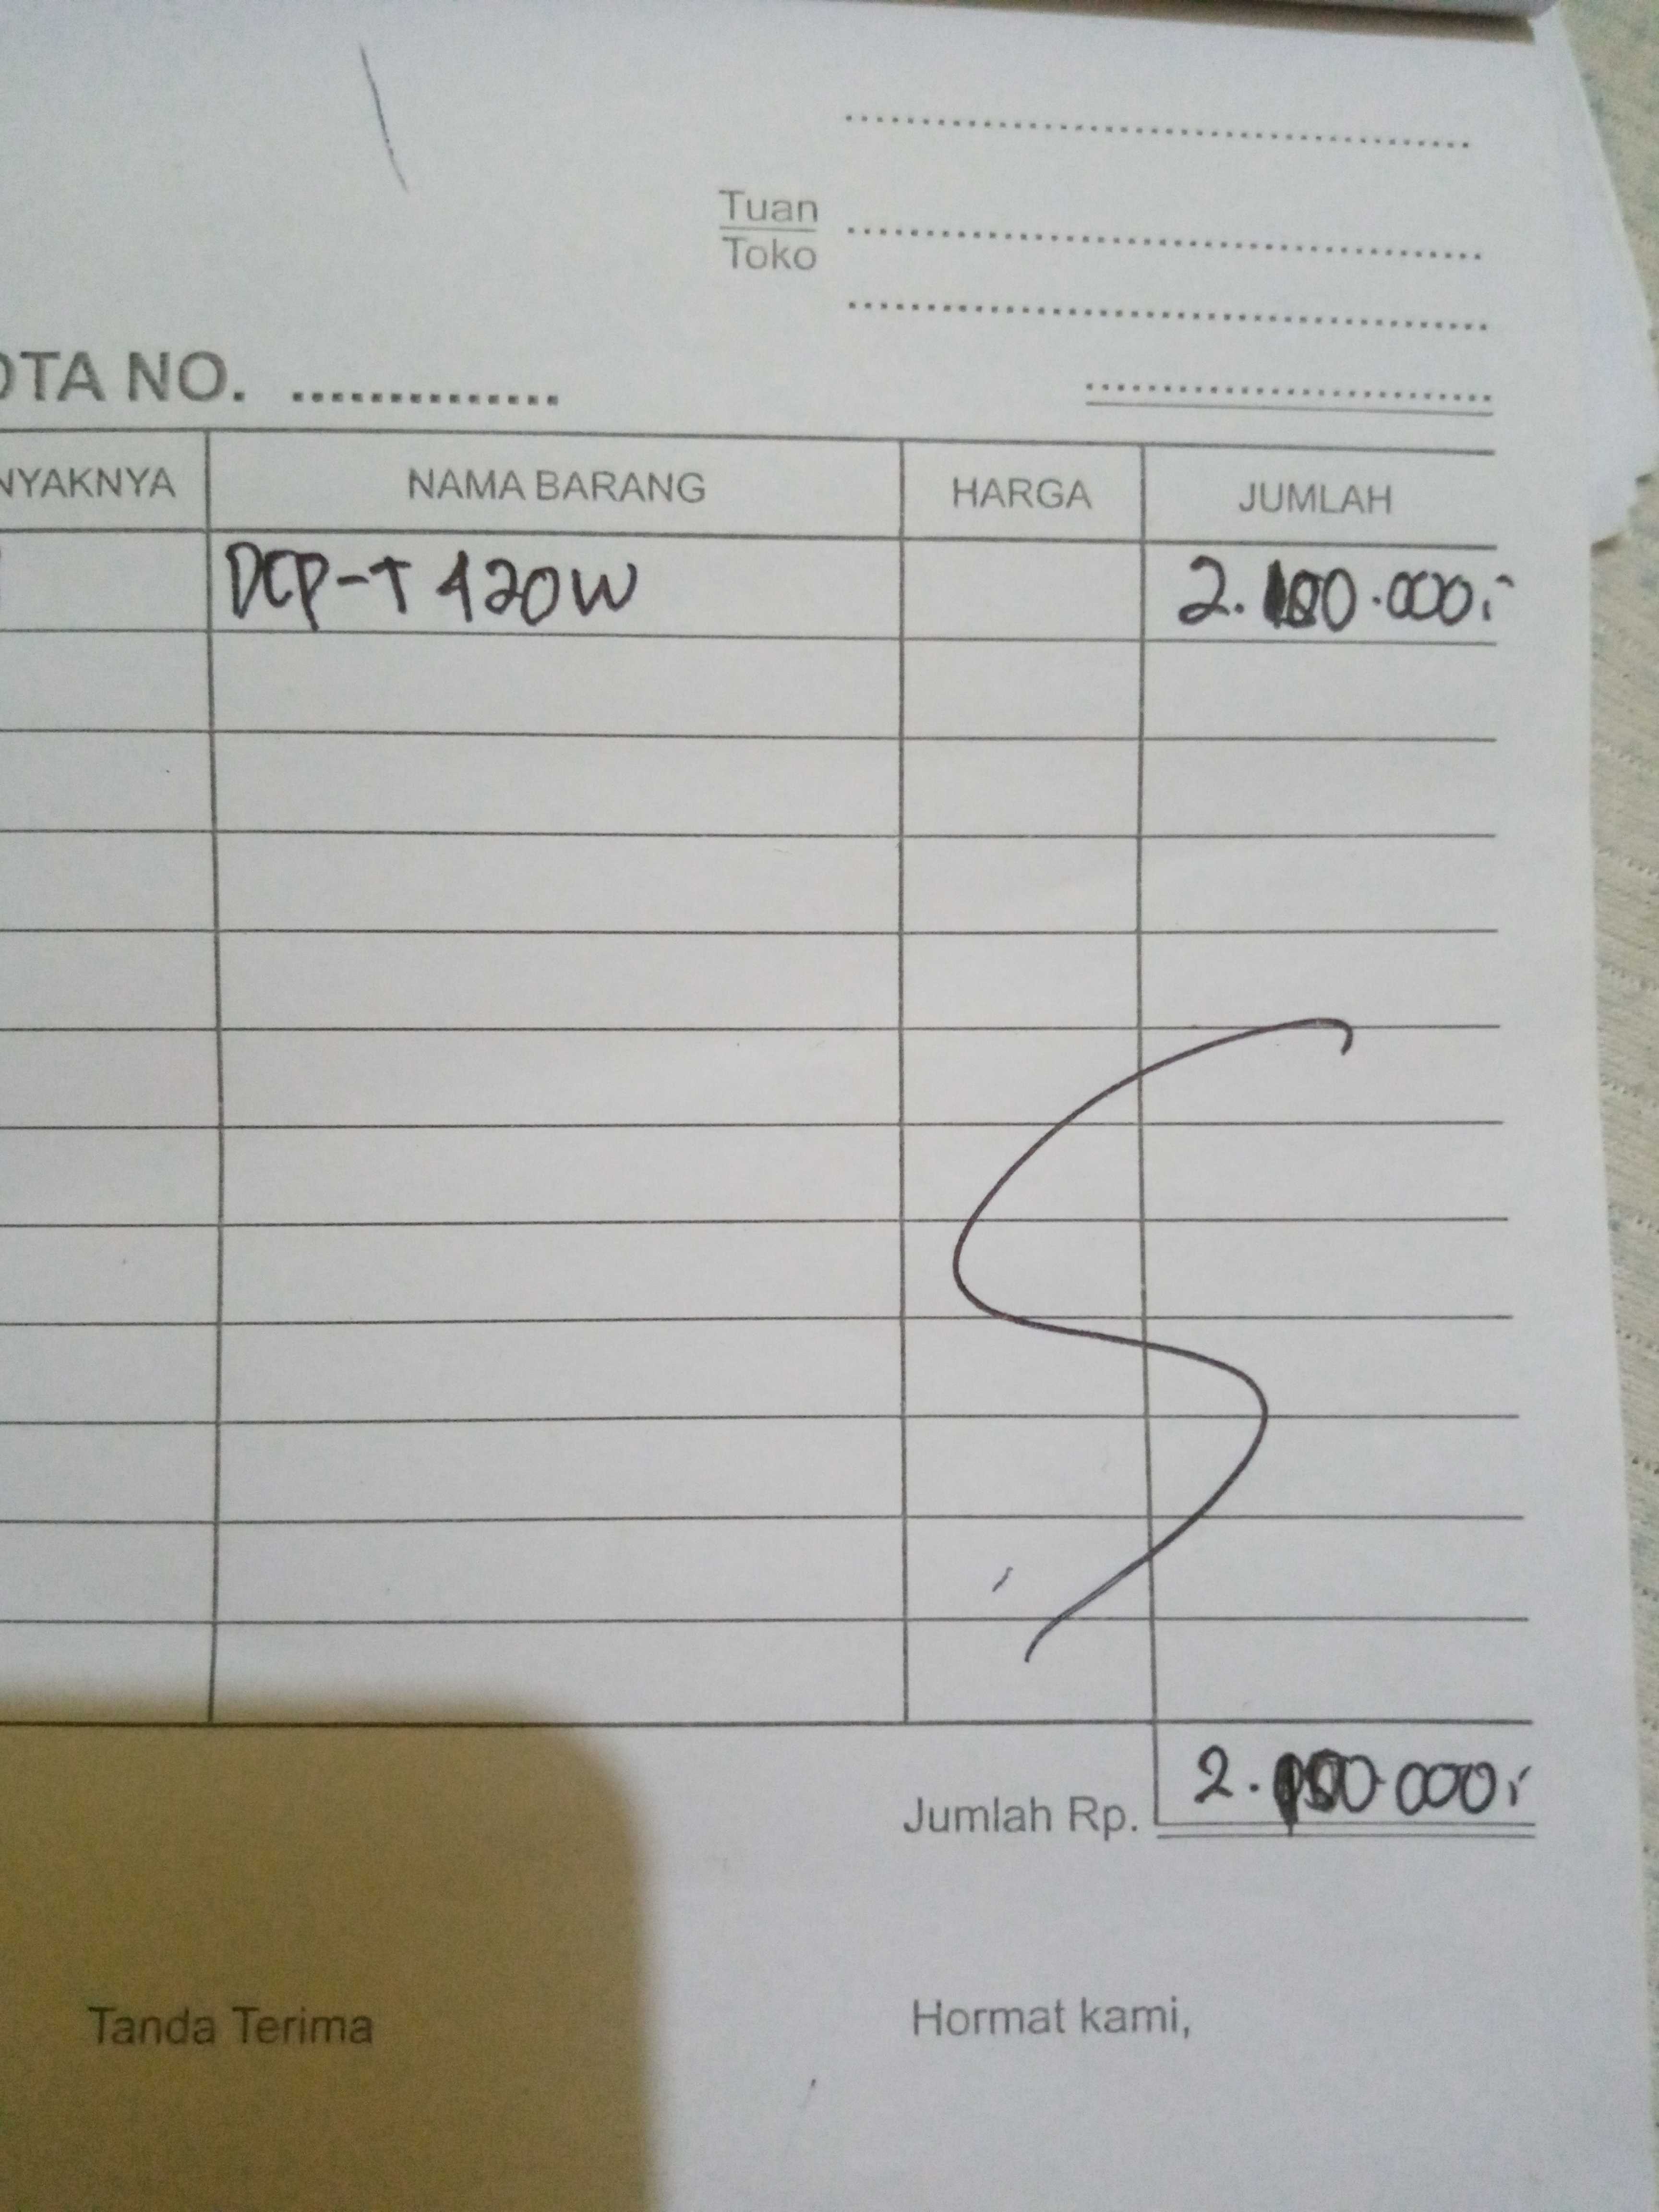 Tuan
Toko
OTA NO. ..............
NYAKNYA NAMA BARANG HARGA JUMLAH
DCP-T 420W
Jumlah Rp.
Tanda Terima Hormat kami,